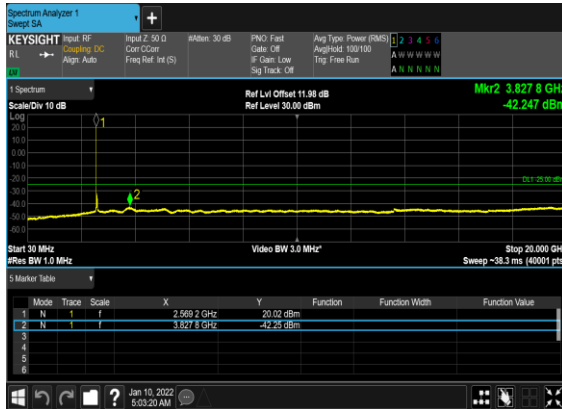 Spectrum Analyzer 1
Swept SA
+
KEYSIGHT Input: RF Input Z: 50 Ω #Atten: 30 dB PNO: Fast Avg Type: Power (RMS) 1 2 3 4 5 6
RL Coupling: DC Corr CCorr Gate: Off Avg|Hold: 100/100 A W W W W W
Align: Auto Freq Ref: Int (S) IF Gain: Low Trig: Free Run
Sig Track: Off A N N N N N
1 Spectrum Ref Lvl Offset 11.98 dB Mkr2 3.827 8 GHz
Scale/Div 10 dB Ref Level 30.00 dBm -42.247 dBm
Log
20.0
10.0
0.00
-10.0
-20.0
-30.0
-40.0
-50.0
-60.0
1
2
DL1 -25.00 dBm
Start 30 MHz Video BW 3.0 MHz* Stop 20.000 GHz
#Res BW 1.0 MHz Sweep ~38.3 ms (40001 pts)
5 Marker Table
Mode Trace Scale X Y Function Function Width Function Value
1 N 1 f 2.569 2 GHz 20.02 dBm
2 N 1 f 3.827 8 GHz -42.25 dBm
3
4
5
6
? Jan 10, 2022
5:03:20 AM